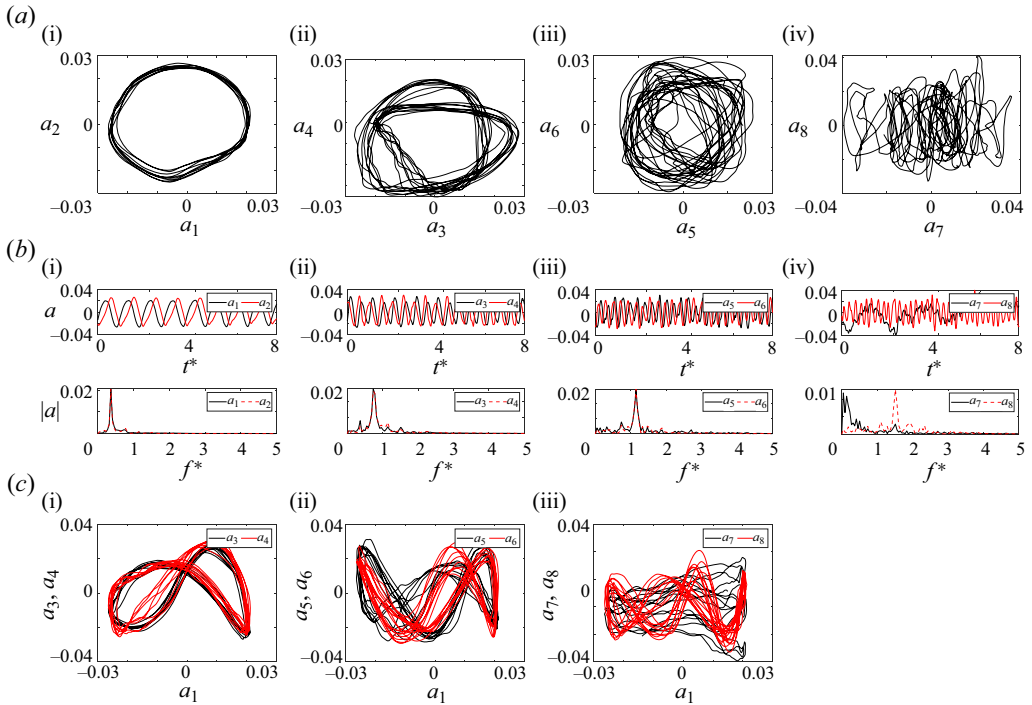 (a)
(i) (ii) (iii) (iv)
0.03 0.03 0.03 0.04
a2 0 a4 0 a6 0 a8 0
−0.03 −0.03 −0.03 −0.04
0 0.03 0 0.03 0 0.03 0 0.04
a1 a3 a5 a7
(b)
(i) (ii) (iii) (iv)
0.04 a1 a2 0.04 a3 a4 0.04 a5 a6 0.04 a7 a8
a 0 0 0 0
−0.04 −0.04 −0.04 −0.04
0 4 8 0 4 8 0 4 8 0 4 8
t* t* t* t*
0.02 a1 a2 0.02 a3 a4 0.02 a5 a6 0.01 a7 a8
|a|
0 1 2 3 4 5 0 1 2 3 4 5 0 1 2 3 4 5 0 1 2 3 4 5
f* f* f* f*
(c)
(i) (ii) (iii)
0.04 a3 a4 0.04 a5 a6 0.04 a7 a8
a3, a4 0 a5, a6 0 a7, a8 0
−0.04 −0.04 −0.04
−0.03 0 0.03 −0.03 0 0.03 −0.03 0 0.03
a1 a1 a1